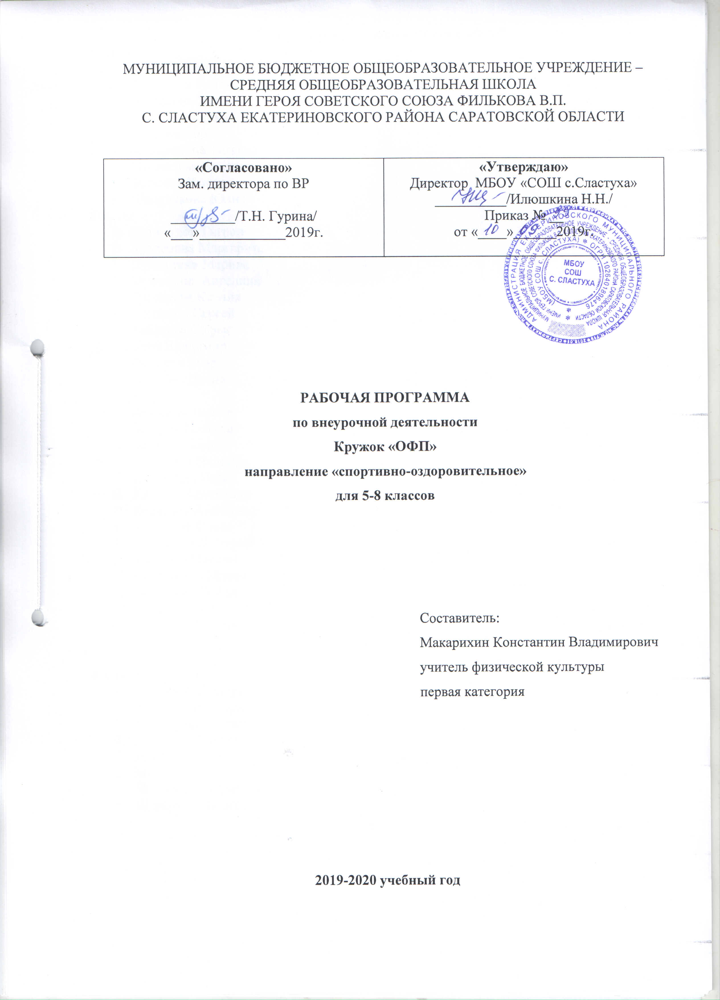 МУНИЦИПАЛЬНОЕ БЮДЖЕТНОЕ ОБЩЕОБРАЗОВАТЕЛЬНОЕ УЧРЕЖДЕНИЕ –
СРЕДНЯЯ ОБЩЕОБРАЗОВАТЕЛЬНАЯ ШКОЛА
ИМЕНИ ГЕРОЯ СОВЕТСКОГО СОЮЗА ФИЛЬКОВА В.П.
С. СЛАСТУХА ЕКАТЕРИНОВСКОГО РАЙОНА САРАТОВСКОЙ ОБЛАСТИ
«Согласовано»
Зам. директора по ВР
/Т.Н. Гурина/
«___»____________2019г.
«Утверждаю»
Директор МБОУ «СОШ с.Сластуха»
__________/Илюшкина Н.Н./
Приказ №
от «10» 2019г.
АДМИНИСТРАЦИЯ ЕКАТЕРИНОВСКОГО МУНИЦИПАЛЬНОГО РАЙОНА
МУНИЦИПАЛЬНОЕ БЮДЖЕТНОЕ ОБЩЕОБРАЗОВАТЕЛЬНОЕ УЧРЕЖДЕНИЕ - СРЕДНЯЯ ОБЩЕОБРАЗОВАТЕЛЬНАЯ ШКОЛА
ИМЕНИ ГЕРОЯ СОВЕТСКОГО СОЮЗА ФИЛЬКОВА В.П. С. СЛАСТУХА ЕКАТЕРИНОВСКОГО РАЙОНА САРАТОВСКОЙ ОБЛАСТИ
(МБОУ СОШ с. СЛАСТУХА) * ОГРН 1026401896476 *
МБОУ
СОШ
С. СЛАСТУХА
РАБОЧАЯ ПРОГРАММА
по внеурочной деятельности
Кружок «ОФП»
направление «спортивно-оздоровительное»
для 5-8 классов
Составитель:
Макарихин Константин Владимирович
учитель физической культуры
первая категория
2019-2020 учебный год